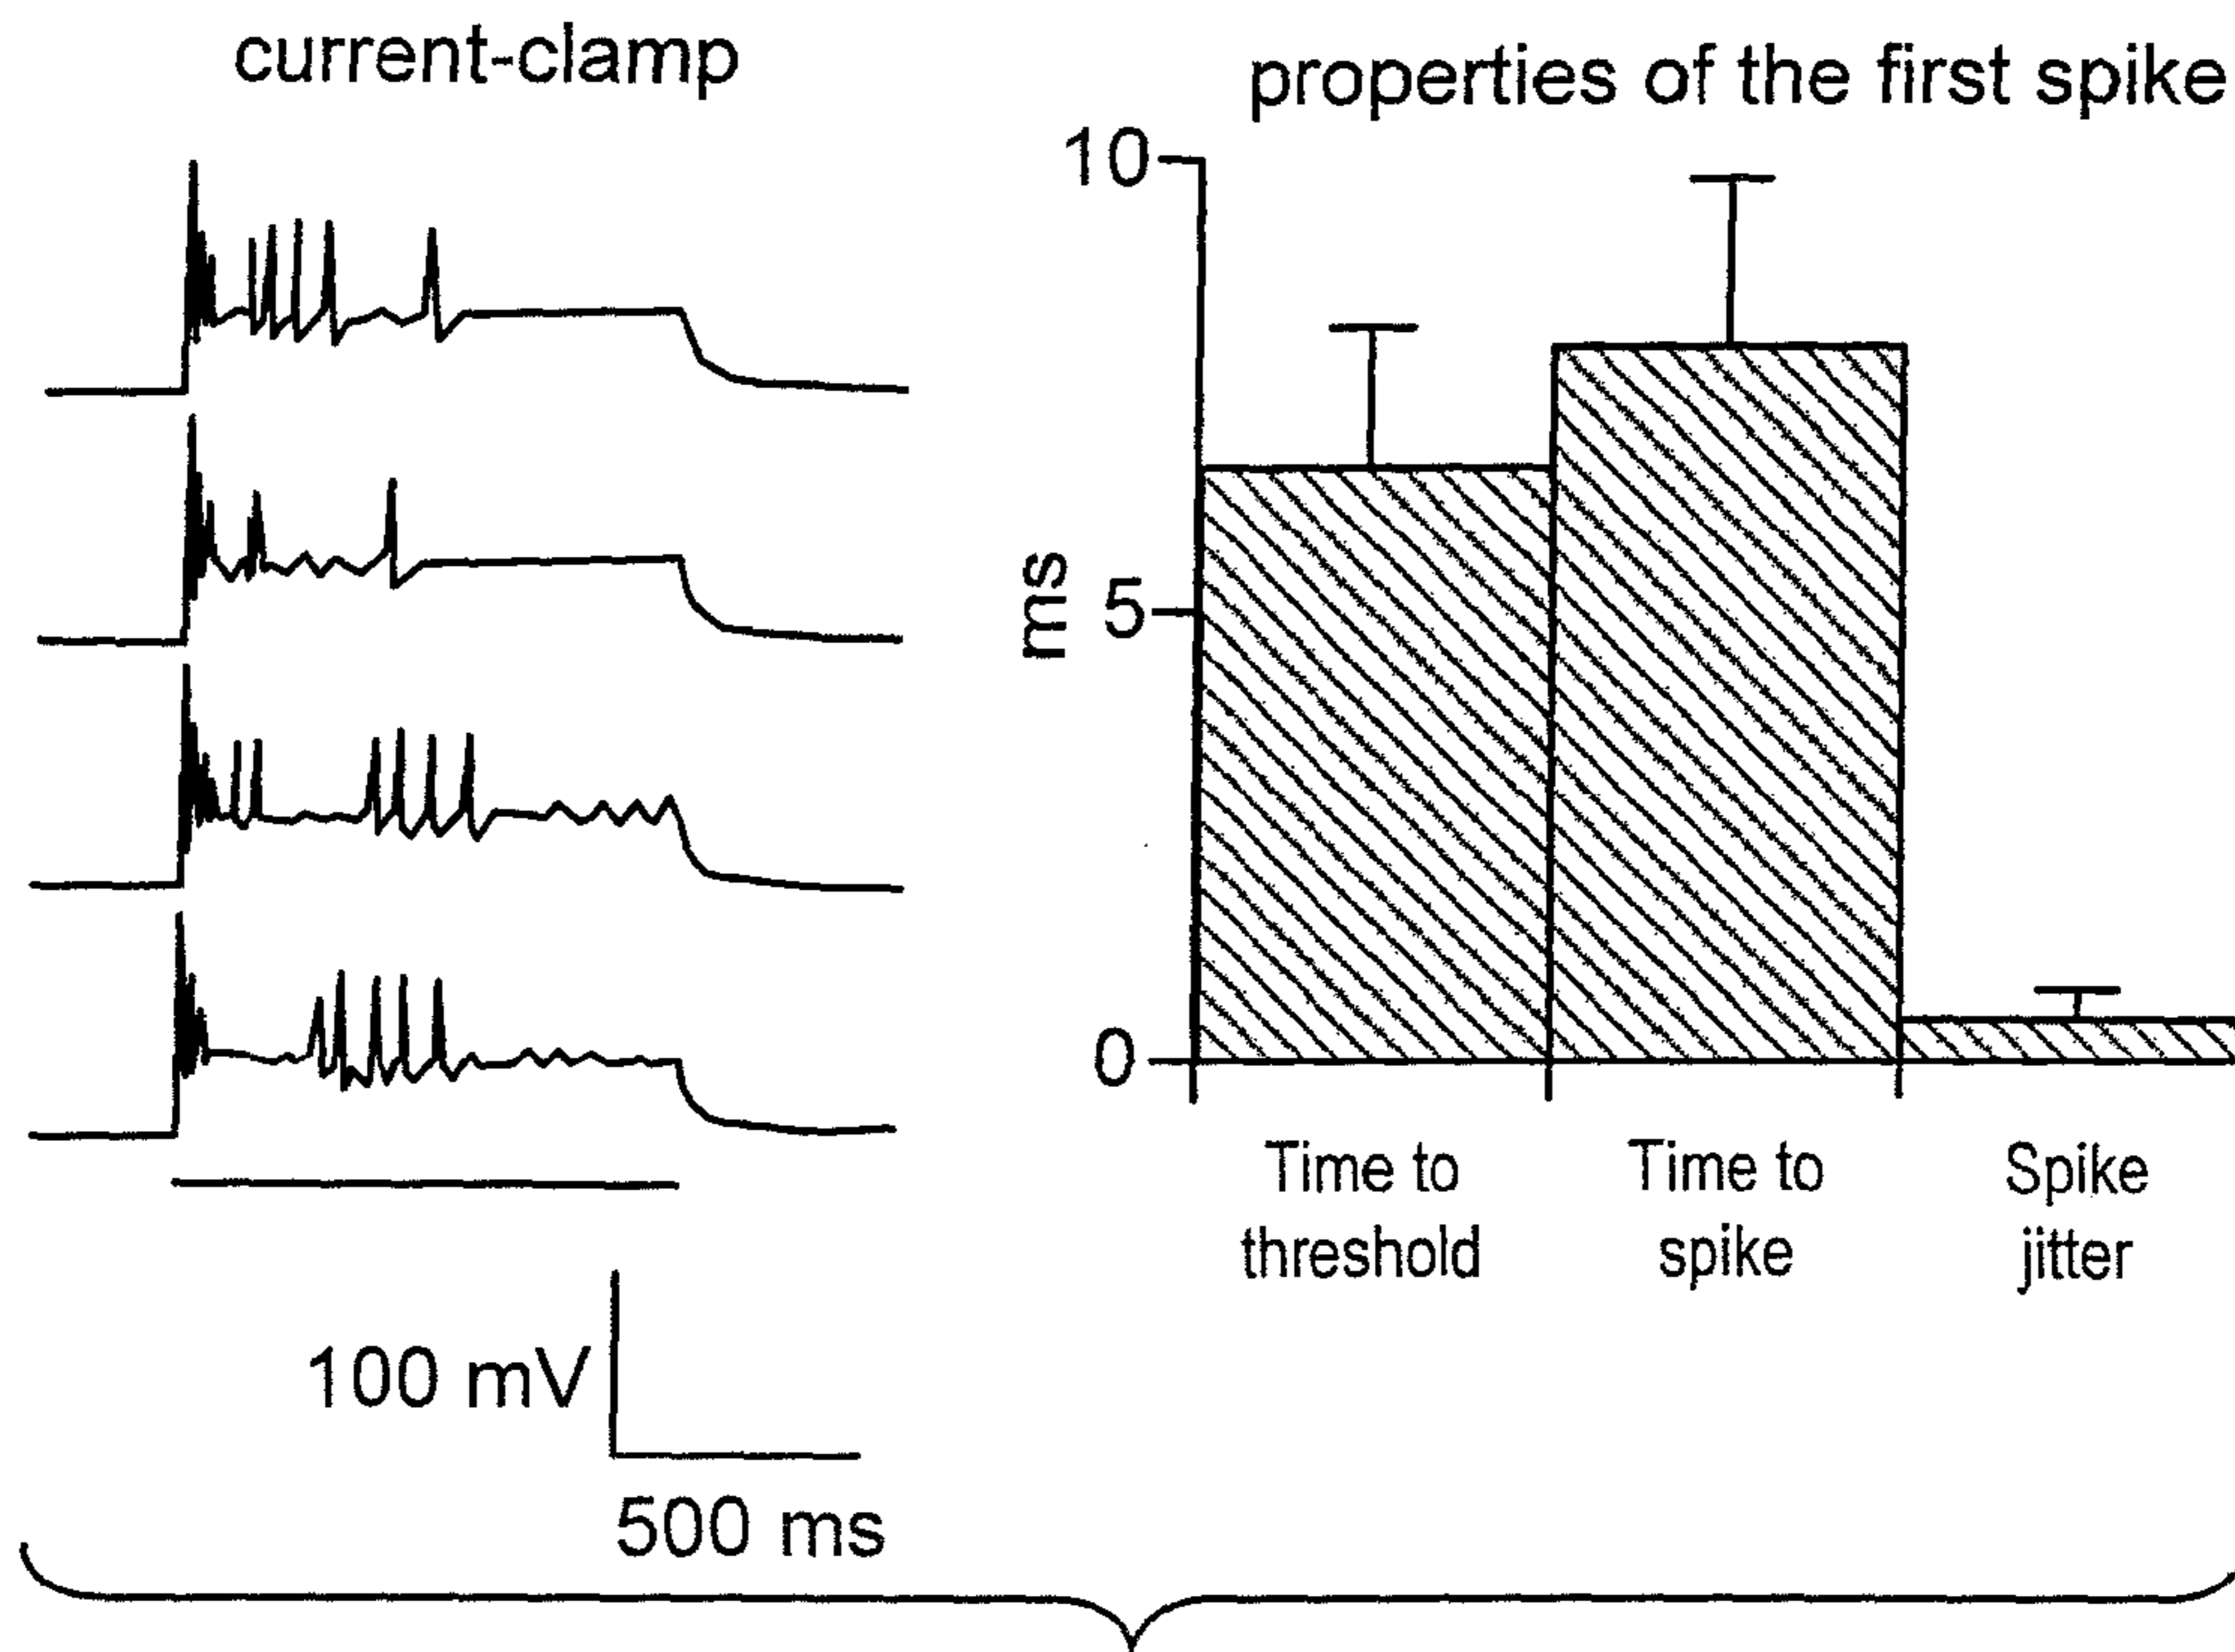 current-clamp
properties of the first spike
10
ms
5
0
Time to
threshold
Time to
spike
Spike
jitter
100 mV
500 ms